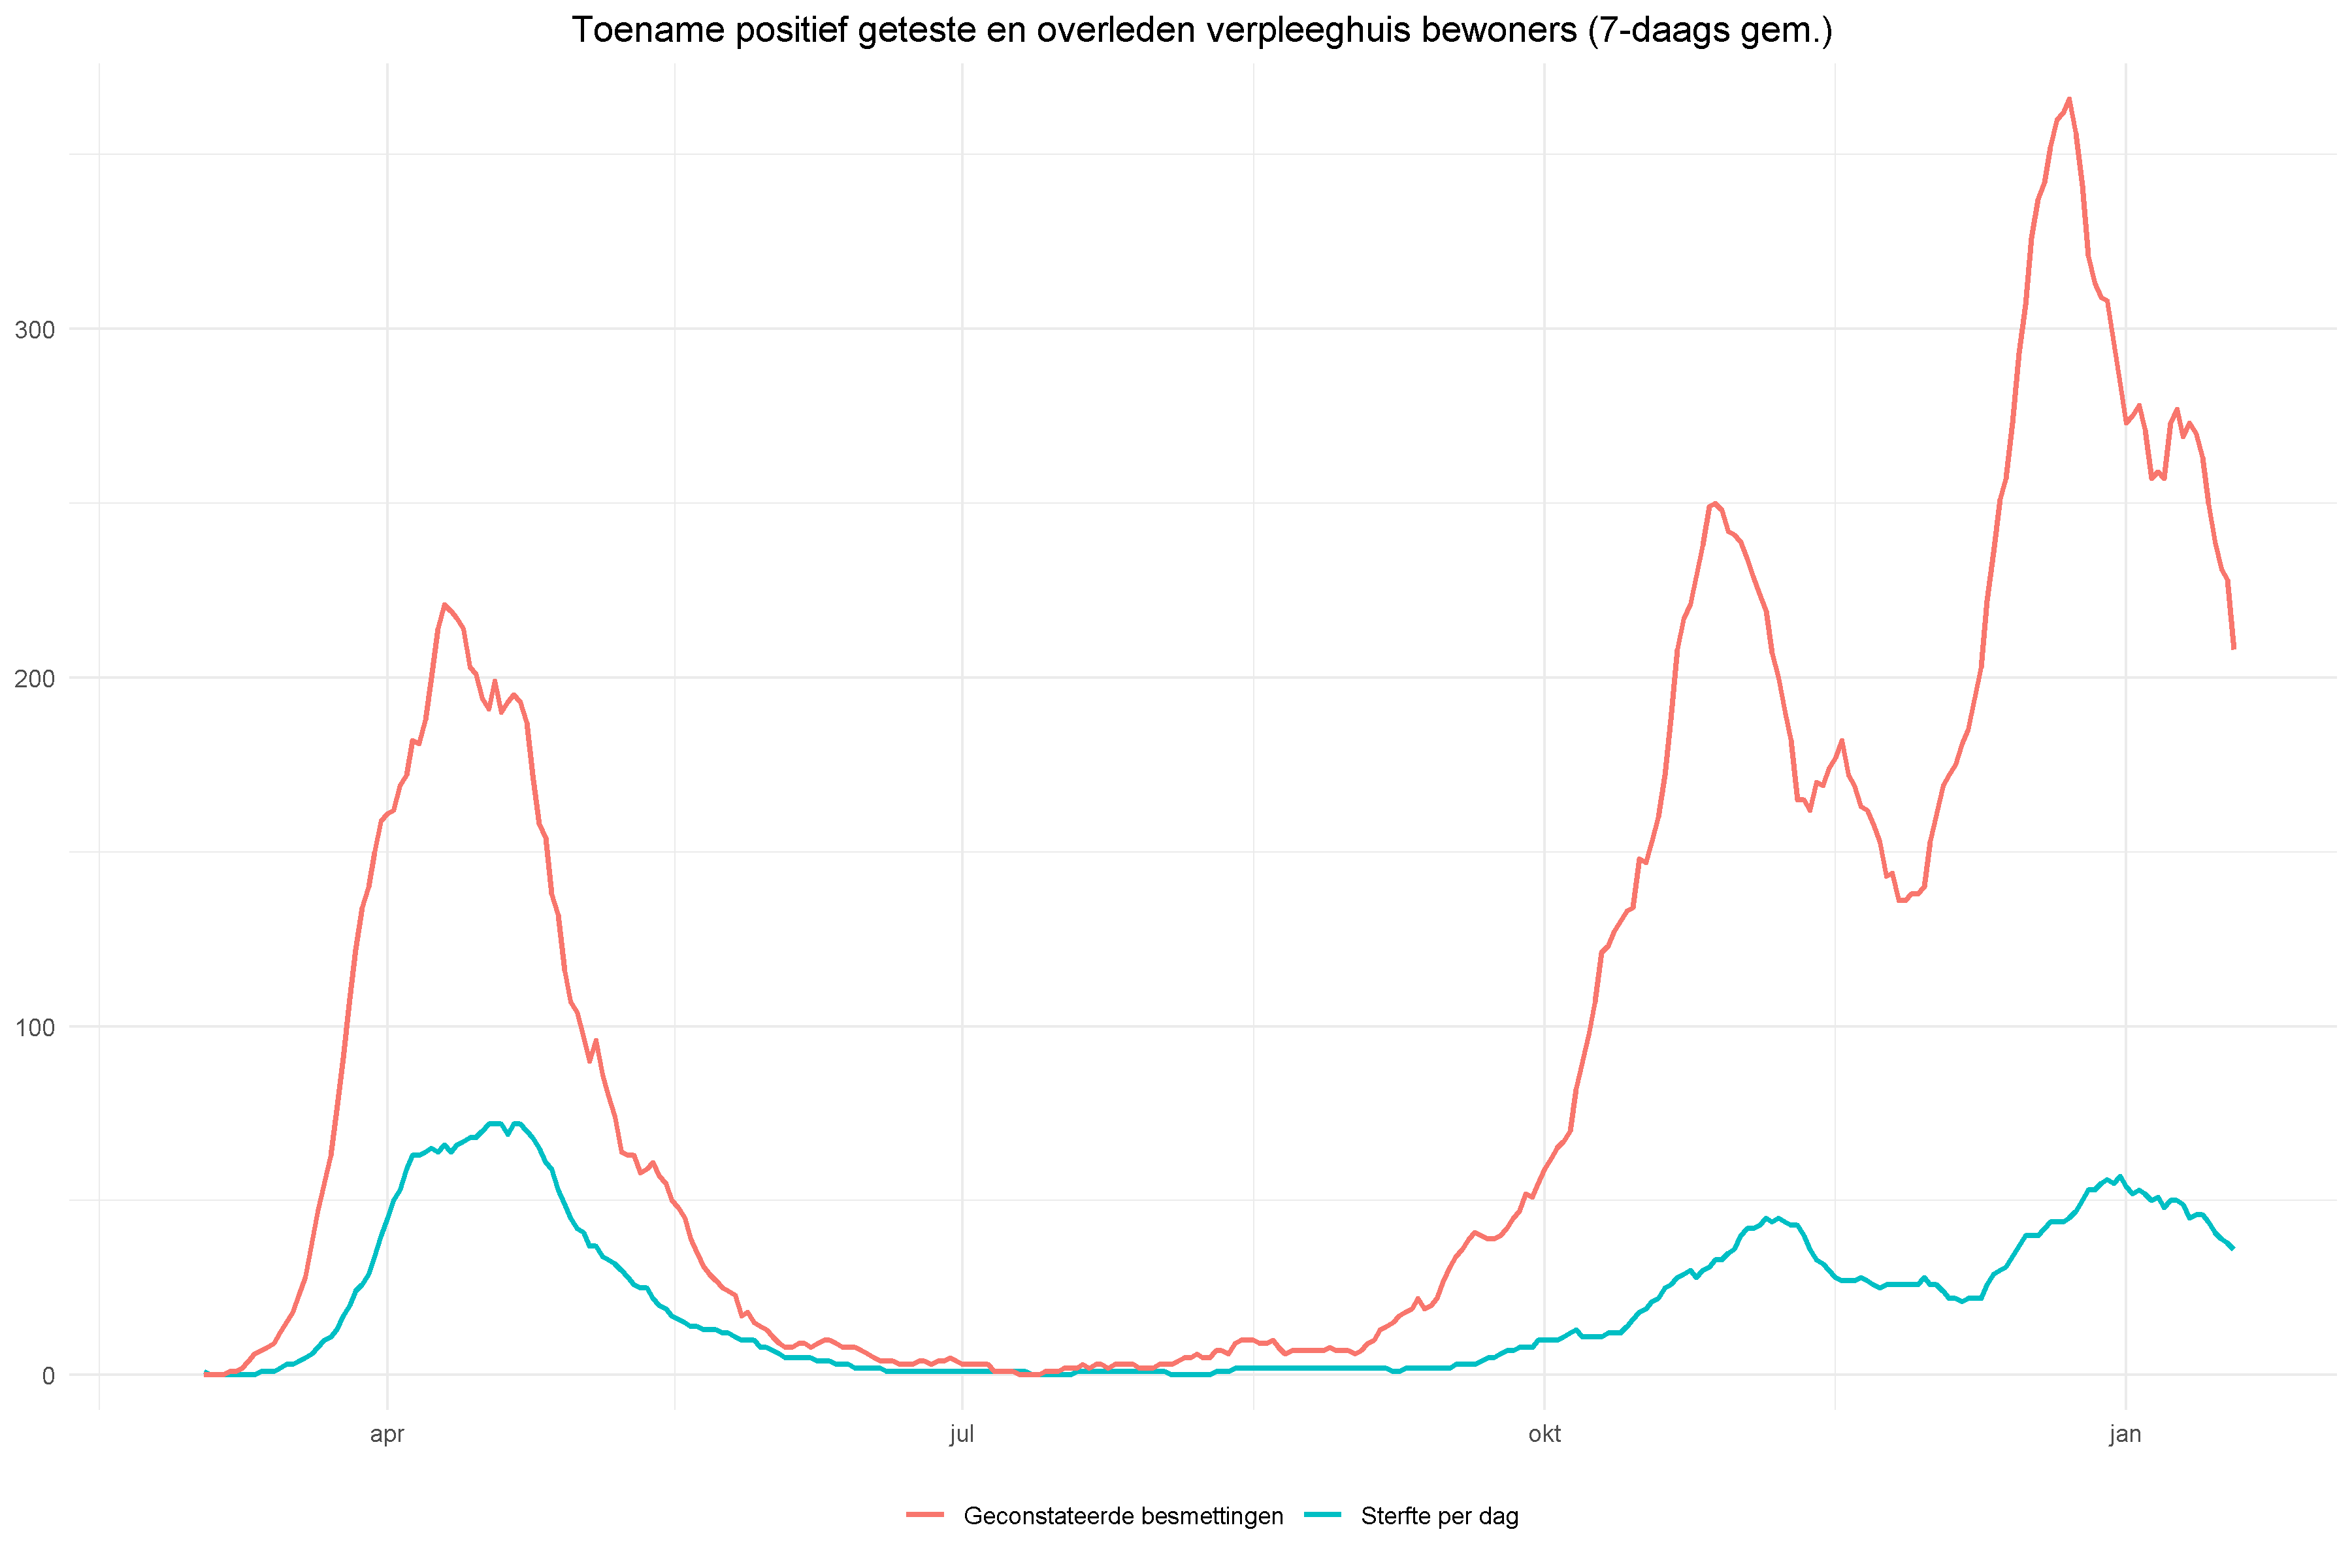 Toename positief geteste en overleden verpleeghuis bewoners (7-daags gem.)
300
200
100
0
apr jul okt jan
Geconstateerde besmettingen Sterfte per dag